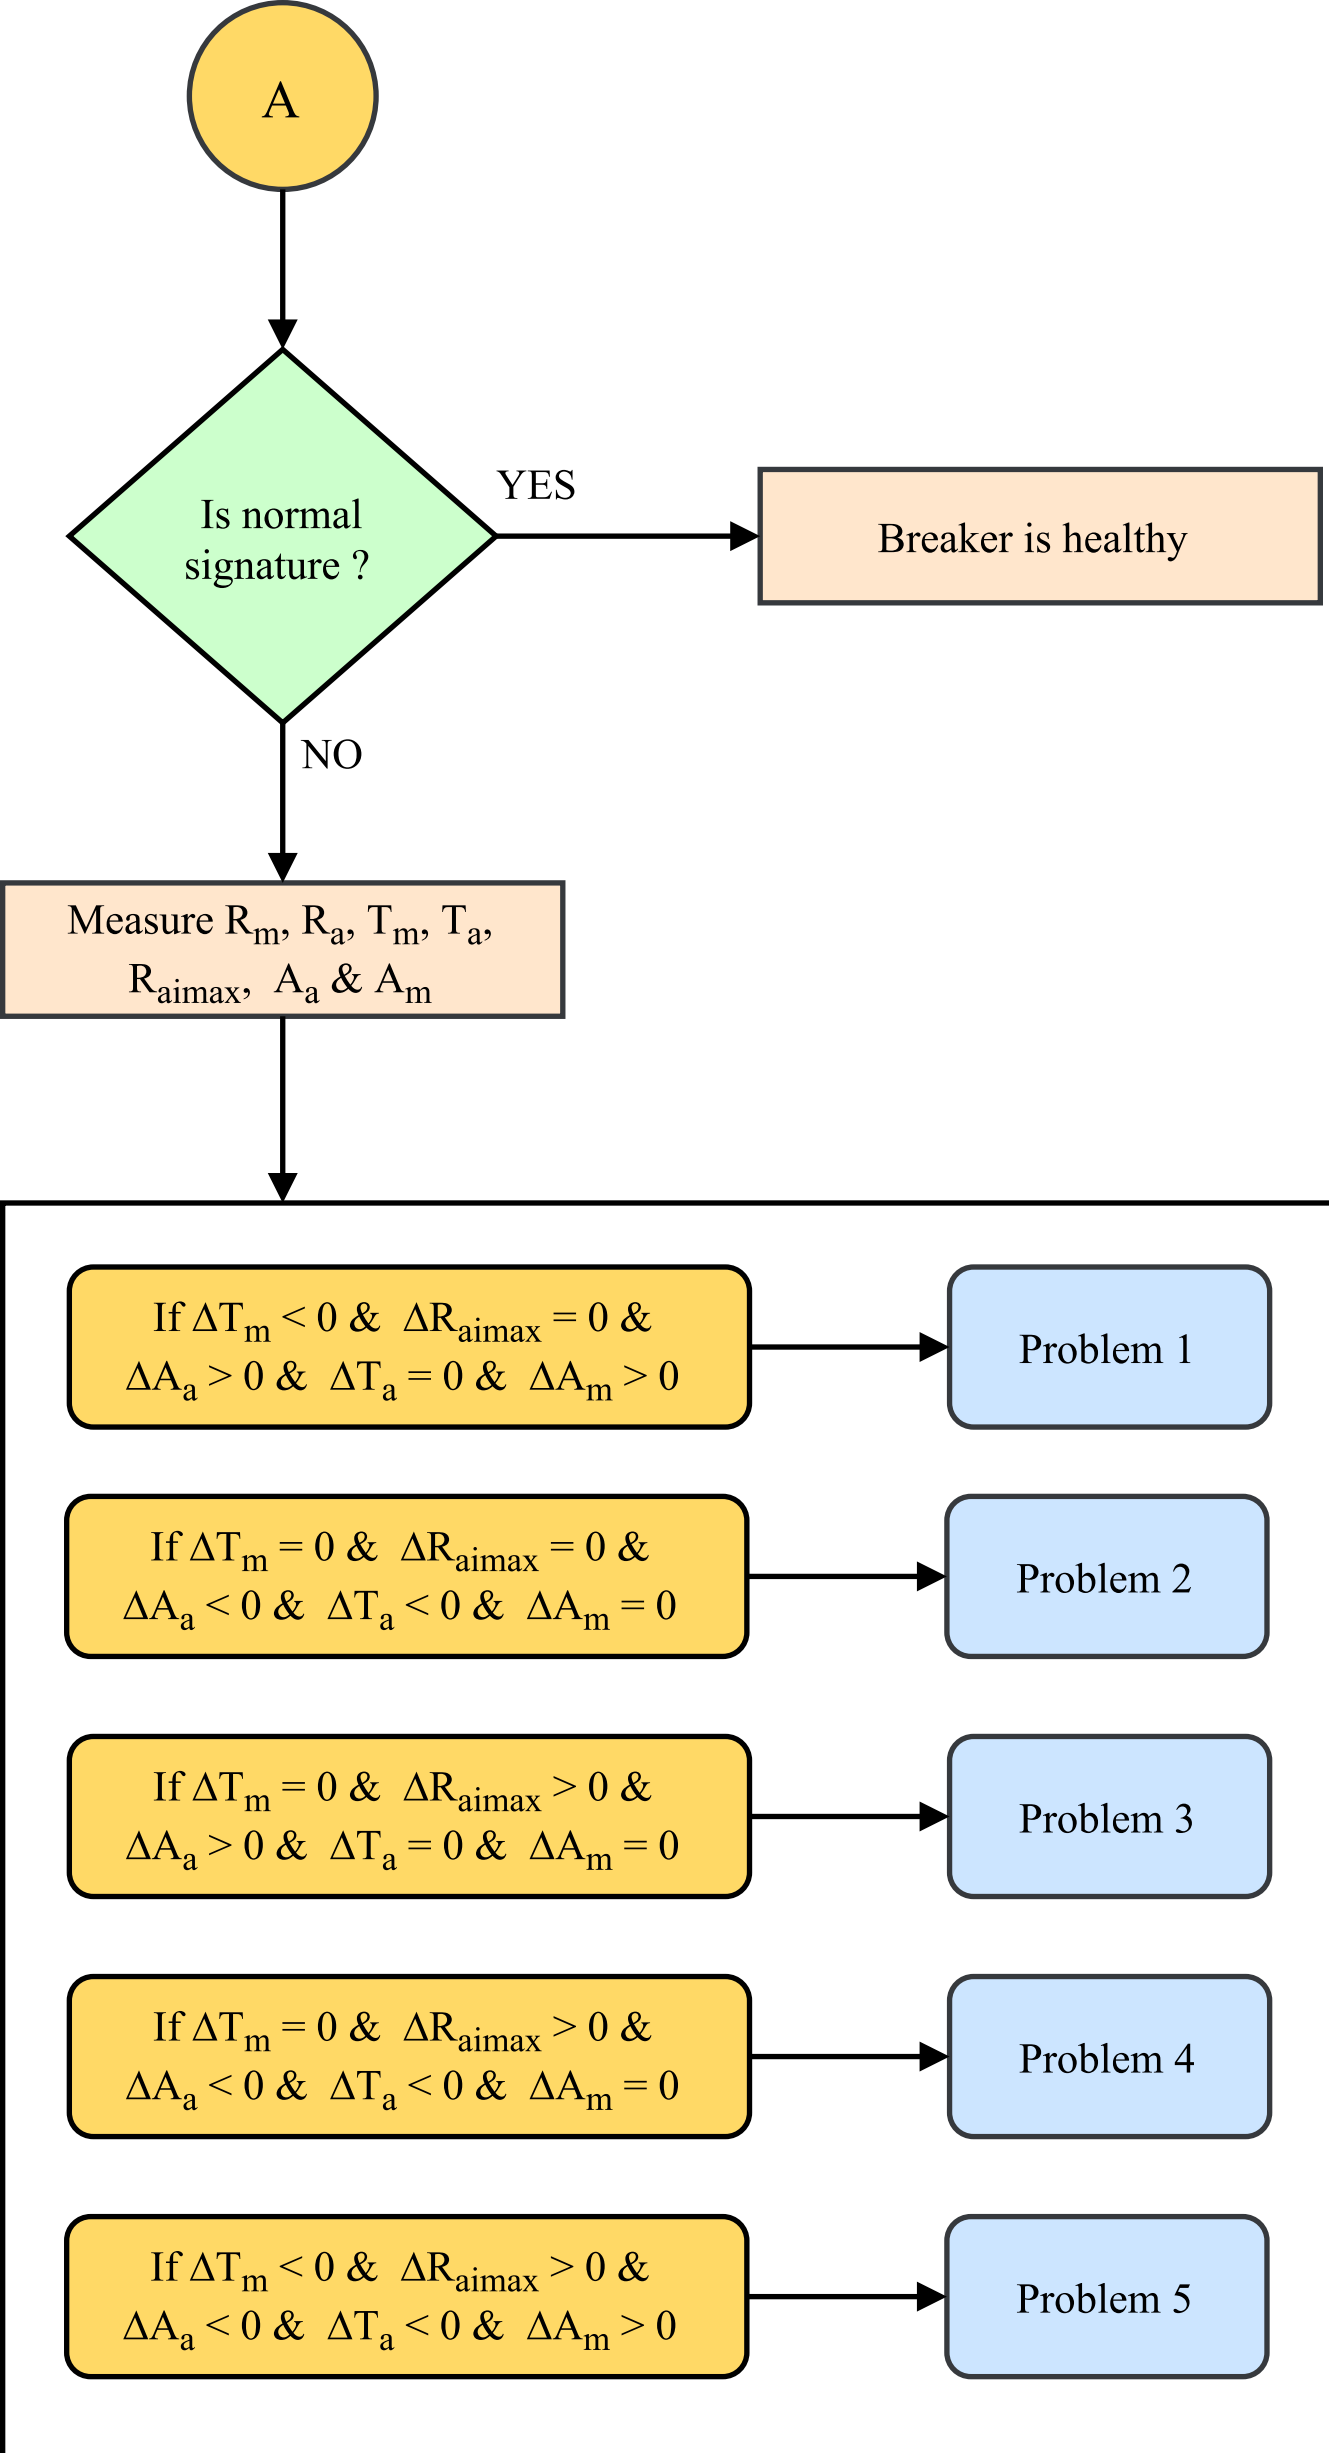 A
Is normal
signature ?
YES
Breaker is healthy
NO
Measure Rm, Ra, Tm, Ta,
Raimax, Aa & Am
If ΔTm < 0 & ΔRaimax = 0 &
ΔAa > 0 & ΔTa = 0 & ΔAm > 0
Problem 1
If ΔTm = 0 & ΔRaimax = 0 &
ΔAa < 0 & ΔTa < 0 & ΔAm = 0
Problem 2
If ΔTm = 0 & ΔRaimax > 0 &
ΔAa > 0 & ΔTa = 0 & ΔAm = 0
Problem 3
If ΔTm = 0 & ΔRaimax > 0 &
ΔAa < 0 & ΔTa < 0 & ΔAm = 0
Problem 4
If ΔTm < 0 & ΔRaimax > 0 &
ΔAa < 0 & ΔTa < 0 & ΔAm > 0
Problem 5